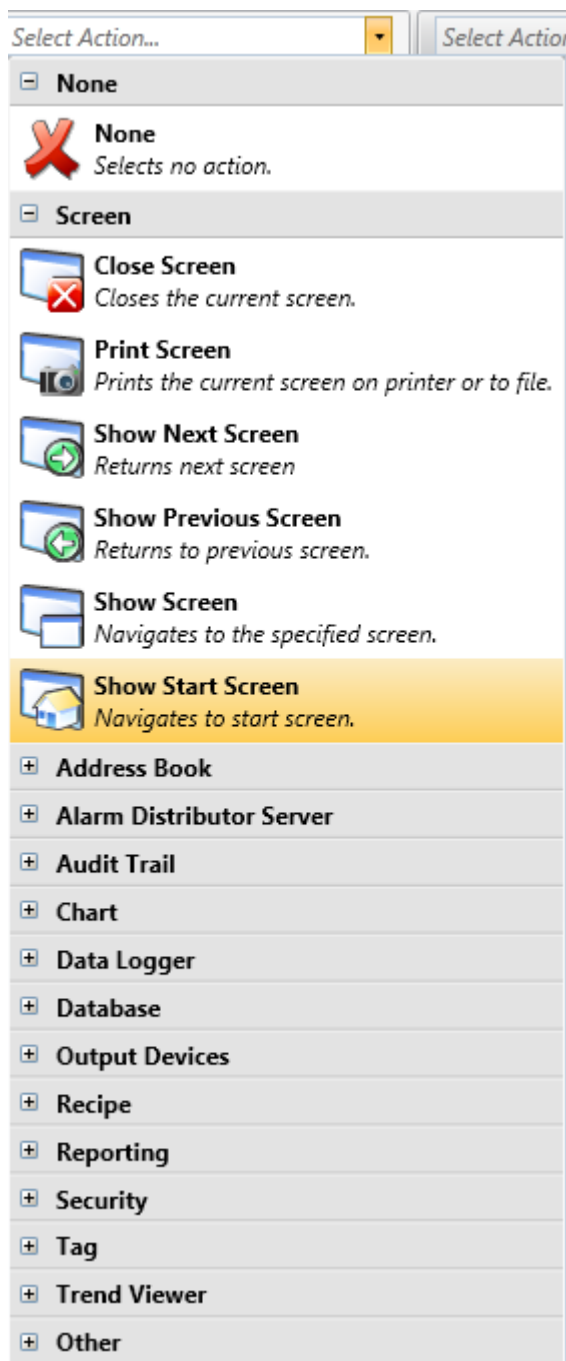 Select Action...
Select Action
None
None
Selects no action.
Screen
Close Screen
Closes the current screen.
Print Screen
Prints the current screen on printer or to file.
Show Next Screen
Returns next screen
Show Previous Screen
Returns to previous screen.
Show Screen
Navigates to the specified screen.
Show Start Screen
Navigates to start screen.
Address Book
Alarm Distributor Server
Audit Trail
Chart
Data Logger
Database
Output Devices
Recipe
Reporting
Security
Tag
Trend Viewer
Other